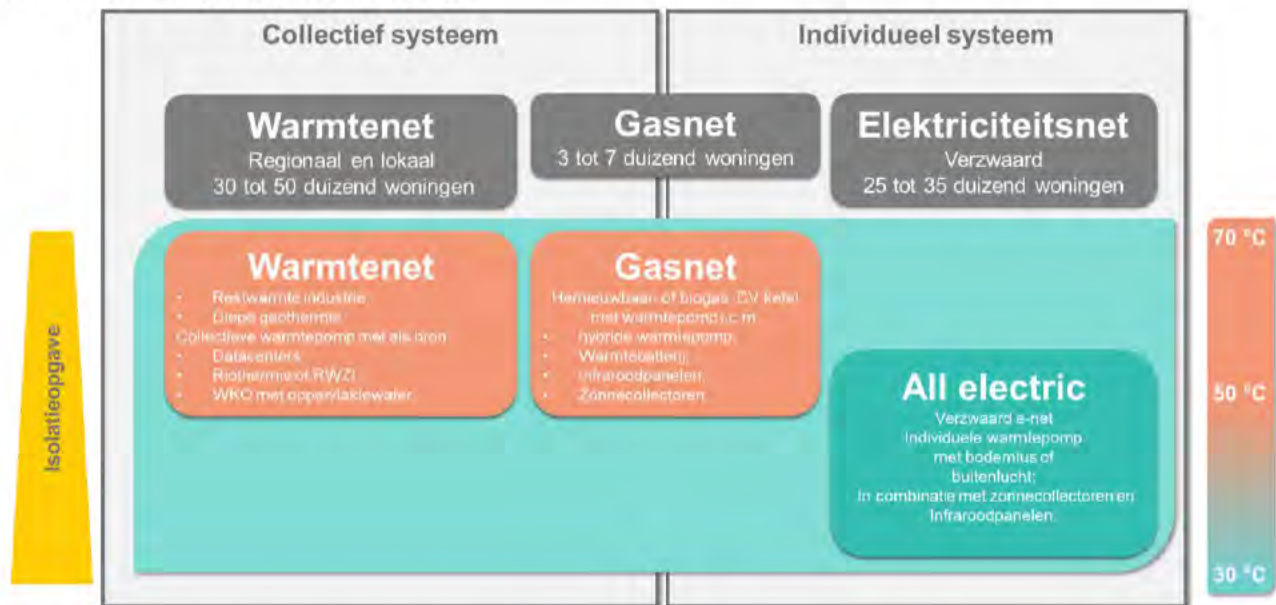 Collectief systeem
Individueel systeem
Warmtenet
Regionaal en lokaal
30 tot 50 duizend woningen
Gasnet
3 tot 7 duizend woningen
Elektriciteitsnet
Verzwaard
25 tot 35 duizend woningen
Isolatieopgave
Warmtenet
• Restwarmte industrie
• Diepe geothermie
Collectieve warmtepomp met als bron
• Datacenters
• Riothermie of RWZI
• WKO met oppervlaktewater
Gasnet
Hernieuwbaar of biogas CV ketel
met warmtepomp i.c.m.
• hybride warmtepomp;
• Warmtebatterij;
• Infraroodpanelen
• Zonnecollectoren
All electric
Verzwaard e-net
Individuele warmtepomp
met bodemlus of
buitenlucht;
In combinatie met zonnecollectoren en
Infraroodpanelen.
70 °C
50 °C
30 °C